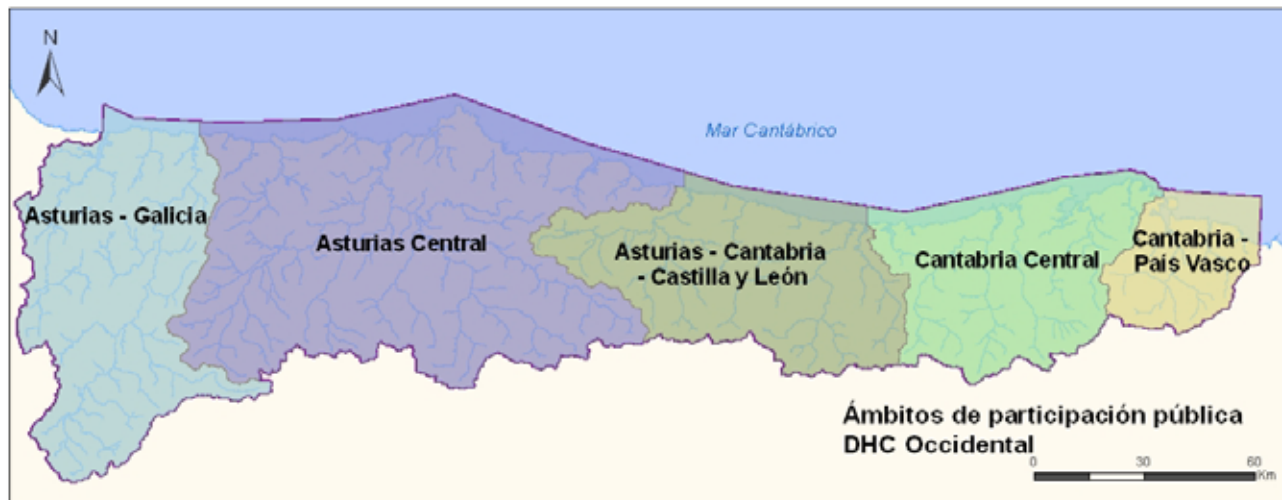 N
Mar Cantábrico
Asturias - Galicia
Asturias Central
Asturias - Cantabria
- Castilla y León
Cantabria Central
Cantabria -
País Vasco
Ámbitos de participación pública
DHC Occidental
0 30 60
Km